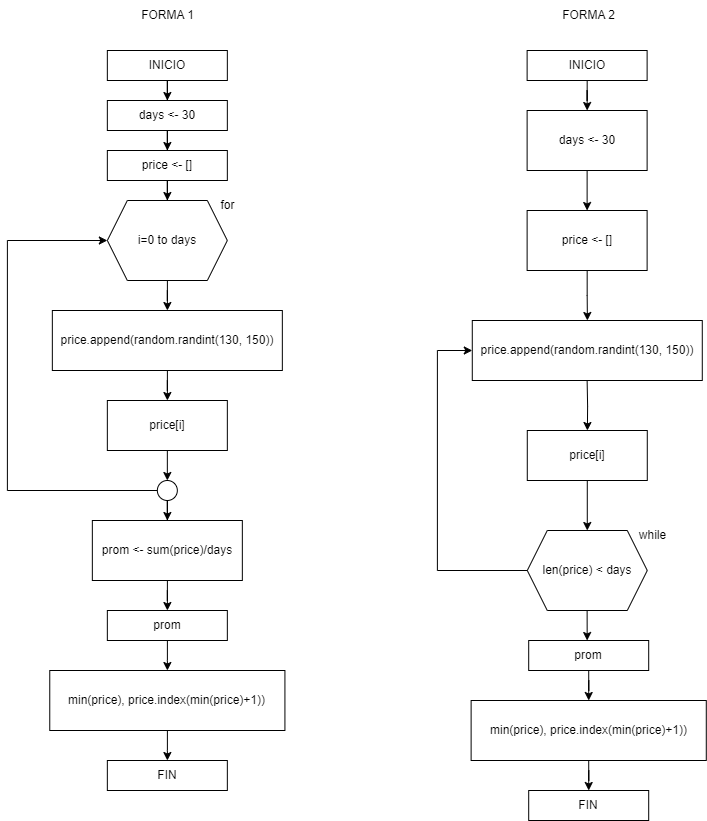 FORMA 1
INICIO
days <- 30
price <- []
for
i=0 to days
price.append(random.randint(130, 150))
price[i]
prom <- sum(price)/days
prom
min(price), price.index(min(price)+1))
FIN
FORMA 2
INICIO
days <- 30
price <- []
price.append(random.randint(130, 150))
price[i]
while
len(price) < days
prom
min(price), price.index(min(price)+1))
FIN